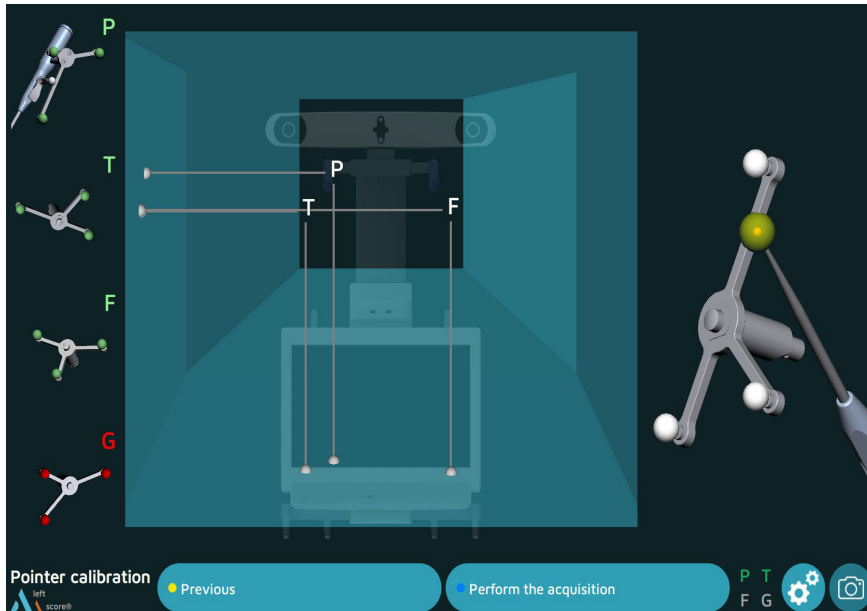 P
T
F
G
P
T
F
Pointer calibration
left
score®
Previous
Perform the acquisition
P T
F G